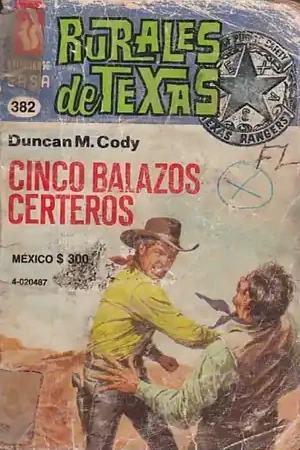 RURALES
de TEXAS
382
TEXAS RANGERS
Duncan M. Cody
CINCO BALAZOS
CERTEROS
MÉXICO $ 300
4-020487